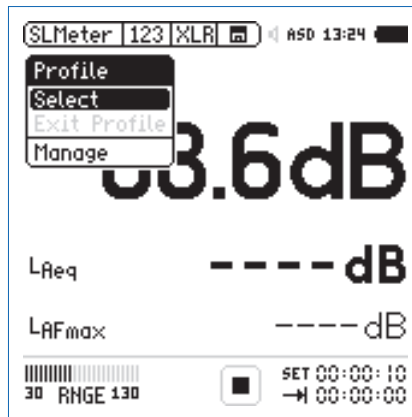 SLMeter 123 XLR ASD 13:24
Profile
Select
Exit Profile
Manage
8.6dB
LAeq ----dB
LAFmax ----dB
SET 00:00:10
30 RNGE 130 00:00:00